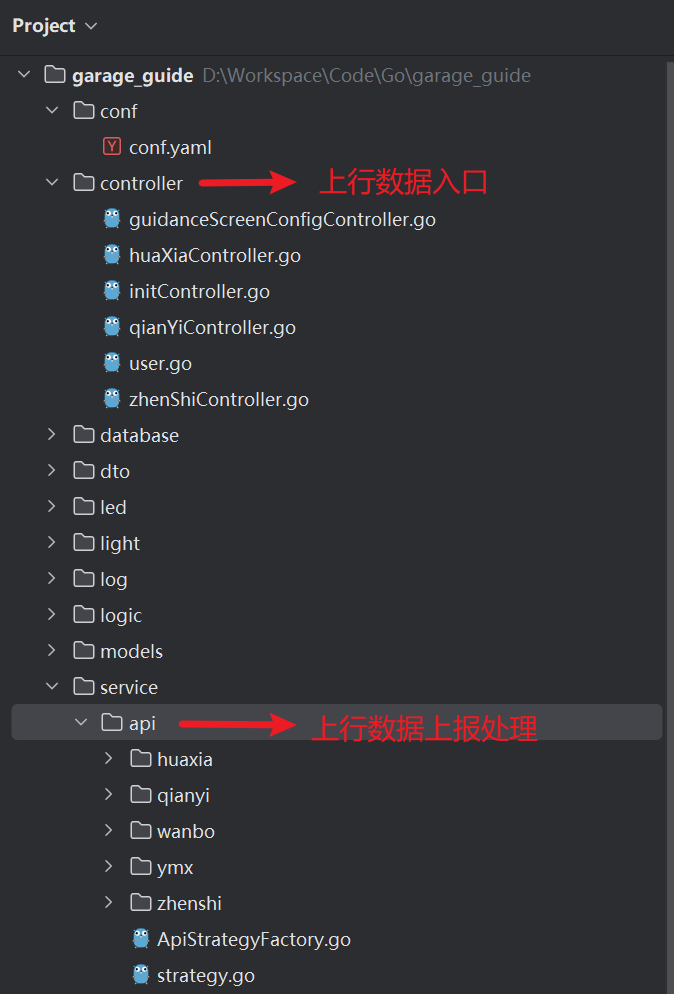 Project
garage_guide D:\Workspace\Code\Go\garage_guide
conf
Y conf.yaml
controller 上行数据入口
guidanceScreenConfigController.go
huaXiaController.go
initController.go
qianYiController.go
user.go
zhenShiController.go
database
dto
led
light
log
logic
models
service
api 上行数据上报处理
huaxia
qianyi
wanbo
ymx
zhenshi
ApiStrategyFactory.go
strategy.go